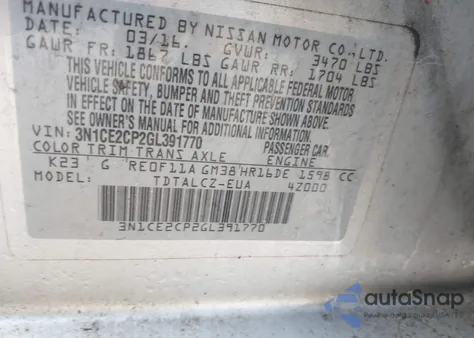 MANUFACTURED BY NISSAN MOTOR CO., LTD.
03/16. GVWR: 3470 LBS
GAWR FR: 1867 LBS GAWR RR: 1704 LBS
THIS VEHICLE CONFORMS TO ALL APPLICABLE FEDERAL MOTOR
VEHICLE SAFETY, BUMPER AND THEFT PREVENTION STANDARDS
IN EFFECT ON THE DATE OF MANUFACTURE SHOWN ABOVE.
SEE OWNER'S MANUAL FOR ADDITIONAL INFORMATION.
VIN: 3N1CE2CP2GL391770 PASSENGER CAR
COLOR TRIM TRANS AXLE ENGINE
K23 G RE0F11A GM38 HR16DE 1598 CC
MODEL: TDTALCZ-EUA 42000
3N1CE2CP2GL391770
autoSnap